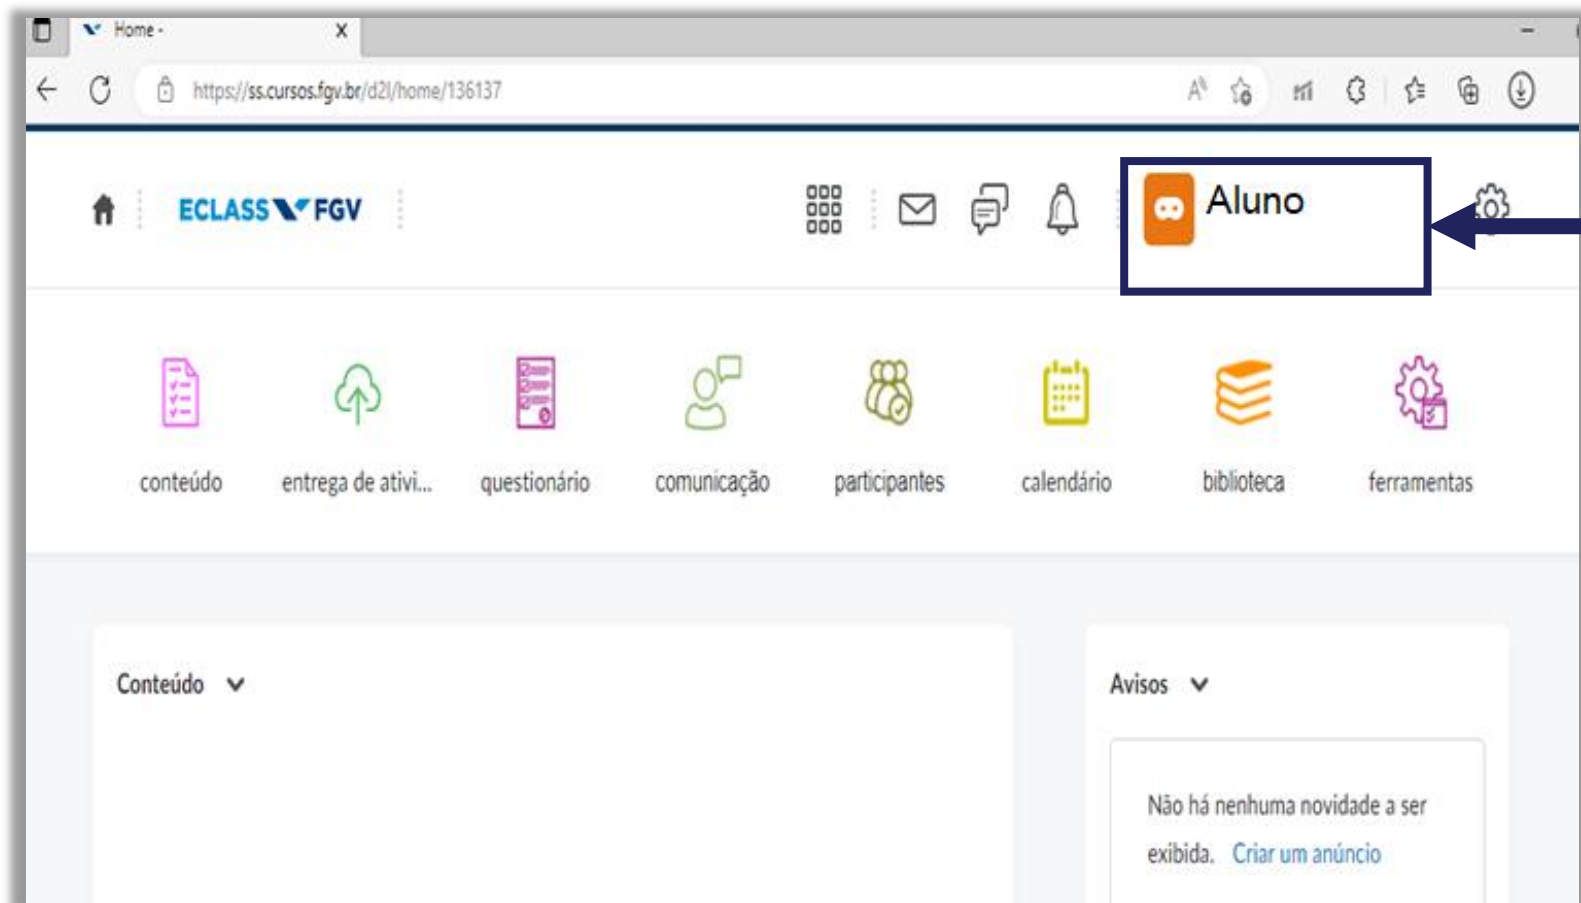 Home -
https://ss.cursos.fgv.br/d2l/home/136137
ECLASS FGV
Aluno
conteúdo
entrega de ativi...
questionário
comunicação
participantes
calendário
biblioteca
ferramentas
Conteúdo
Avisos
Não há nenhuma novidade a ser
exibida. Criar um anúncio